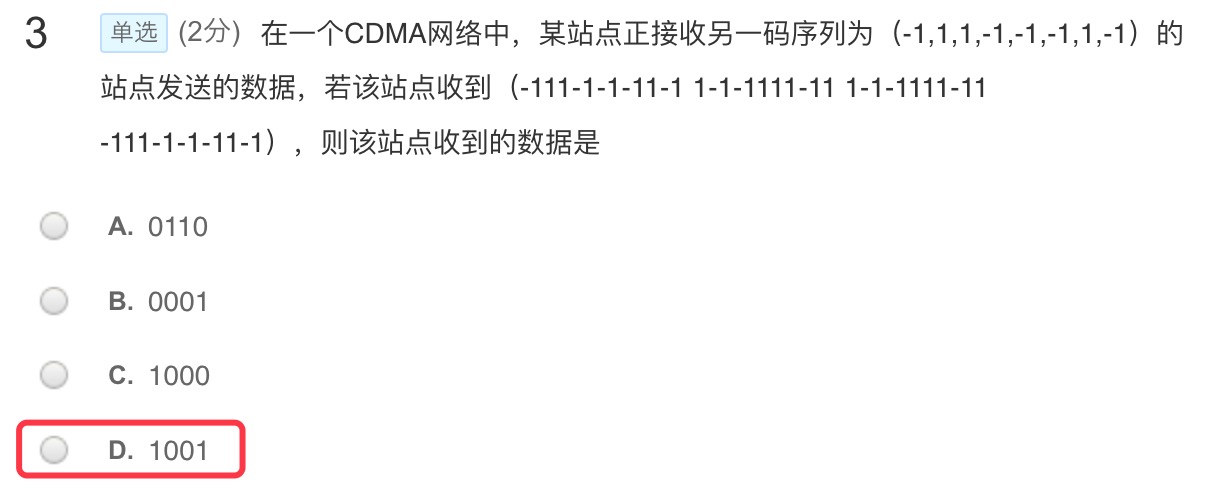 3 单选 (2分) 在一个CDMA网络中，某站点正接收另一码序列为（-1,1,1,-1,-1,-1,1,-1）的
站点发送的数据，若该站点收到（-111-1-1-11-1 1-1-1111-11 1-1-1111-11
-111-1-1-11-1），则该站点收到的数据是
A. 0110
B. 0001
C. 1000
D. 1001